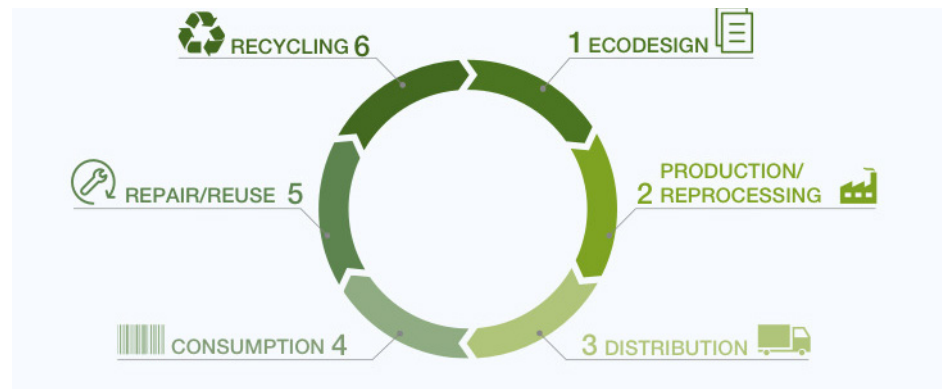 RECYCLING 6
1 ECODESIGN
2 PRODUCTION/
REPROCESSING
3 DISTRIBUTION
CONSUMPTION 4
REPAIR/REUSE 5